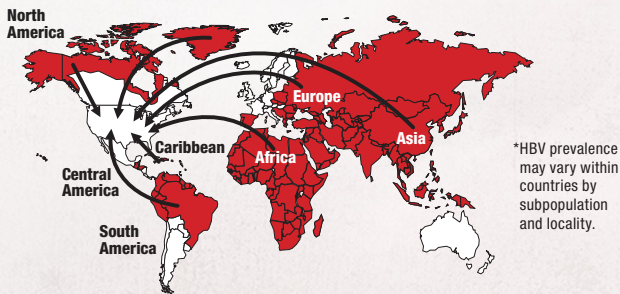 North
America
Europe
Asia
Caribbean
Africa
Central
America
South
America
*HBV prevalence
may vary within
countries by
subpopulation
and locality.